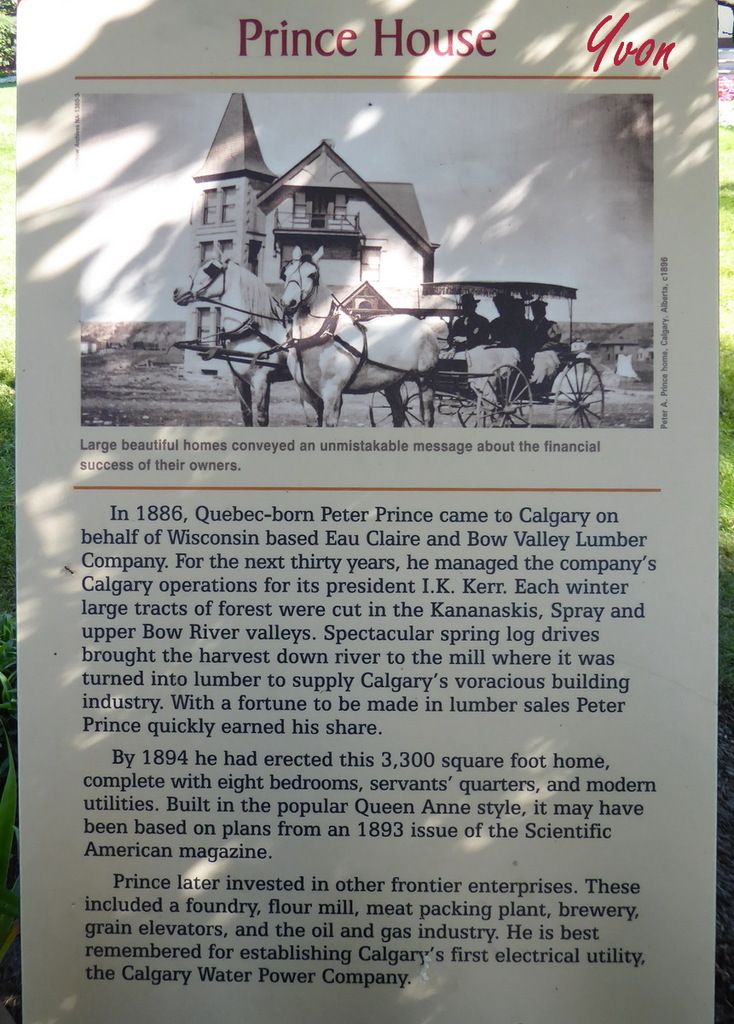 Prince House
Yvon
Archives NA-1360-3
Peter A. Prince home, Calgary, Alberta, c1896
Large beautiful homes conveyed an unmistakable message about the financial
success of their owners.
In 1886, Quebec-born Peter Prince came to Calgary on
behalf of Wisconsin based Eau Claire and Bow Valley Lumber
Company. For the next thirty years, he managed the company's
Calgary operations for its president I.K. Kerr. Each winter
large tracts of forest were cut in the Kananaskis, Spray and
upper Bow River valleys. Spectacular spring log drives
brought the harvest down river to the mill where it was
turned into lumber to supply Calgary's voracious building
industry. With a fortune to be made in lumber sales Peter
Prince quickly earned his share.
By 1894 he had erected this 3,300 square foot home,
complete with eight bedrooms, servants' quarters, and modern
utilities. Built in the popular Queen Anne style, it may have
been based on plans from an 1893 issue of the Scientific
American magazine.
Prince later invested in other frontier enterprises. These
included a foundry, flour mill, meat packing plant, brewery,
grain elevators, and the oil and gas industry. He is best
remembered for establishing Calgary's first electrical utility,
the Calgary Water Power Company.